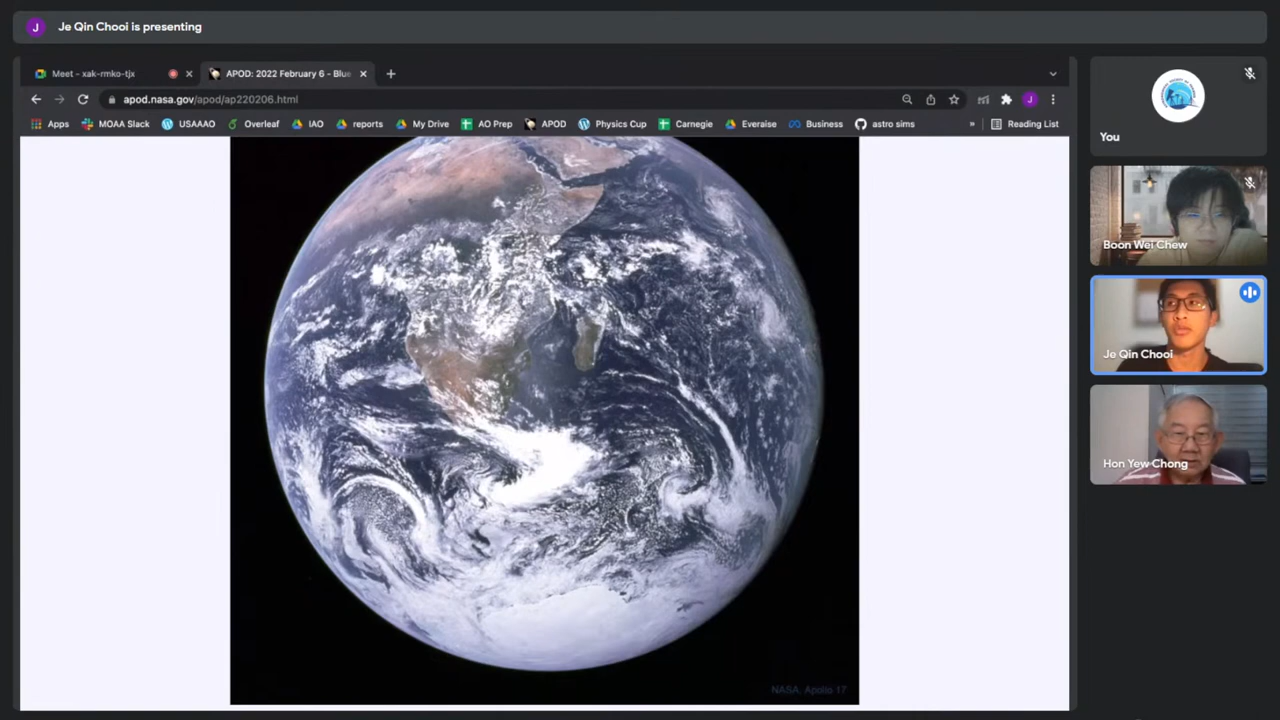 J Je Qin Chooi is presenting
Meet - xak-rmko-tjx
APOD: 2022 February 6 - Blue
apod.nasa.gov/apod/ap220206.html
J
Apps MOAA Slack USAAAO Overleaf IAO reports My Drive AO Prep APOD Physics Cup Carnegie Everaise Business astro sims » Reading List
NASA, Apollo 17
You
Boon Wei Chew
Je Qin Chooi
Hon Yew Chong